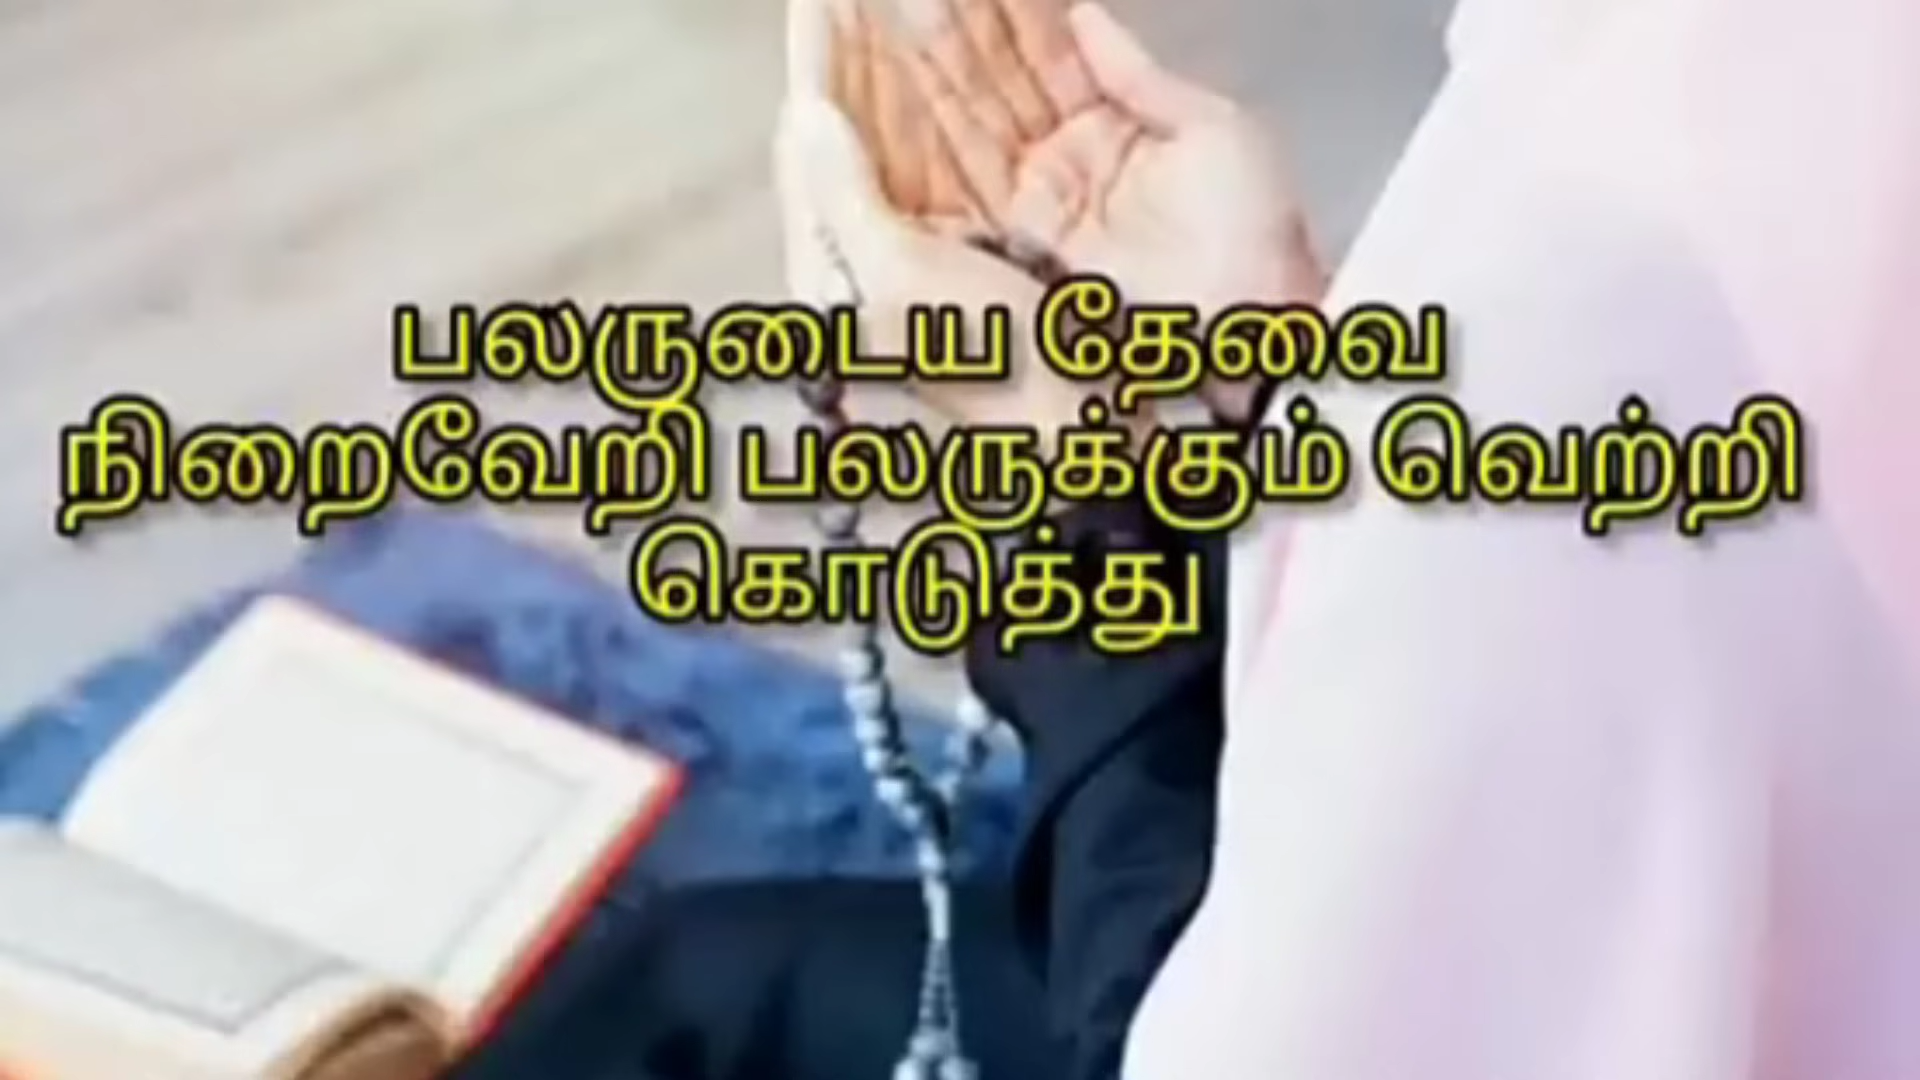 பலருடைய தேவை
நிறைவேறி பலருக்கும் வெற்றி
கொடுத்து